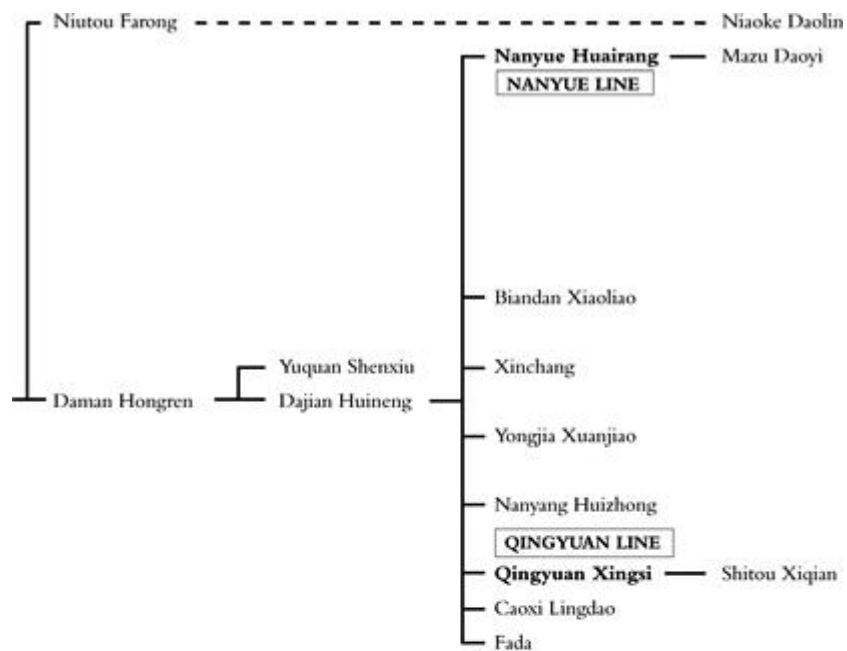 Niutou Farong
Niaoke Daolin
Nanyue Huairang
Mazu Daoyi
NANYUE LINE
Biandan Xiaoliao
Yuquan Shenxiu
Xinchang
Daman Hongren
Dajian Huineng
Yongjia Xuanjiao
Nanyang Huizhong
QINGYUAN LINE
Qingyuan Xingsi
Shitou Xiqian
Caoxi Lingdao
Fada